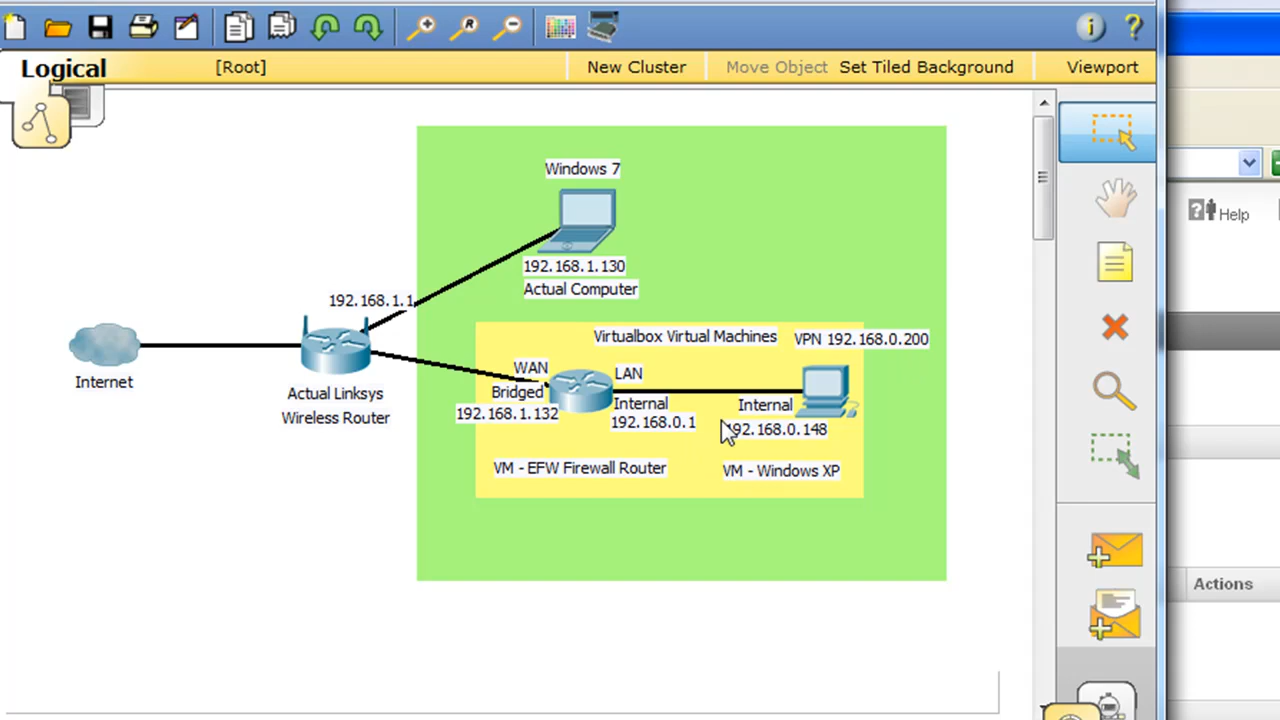 Logical
[Root]
New Cluster
Move Object
Set Tiled Background
Viewport
Help
Windows 7
192.168.1.130
Actual Computer
192.168.1.1
Internet
Actual Linksys
Wireless Router
Virtualbox Virtual Machines
VPN 192.168.0.200
WAN
LAN
Bridged
Internal
Internal
192.168.1.132
192.168.0.1
192.168.0.148
VM - EFW Firewall Router
VM - Windows XP
Actions